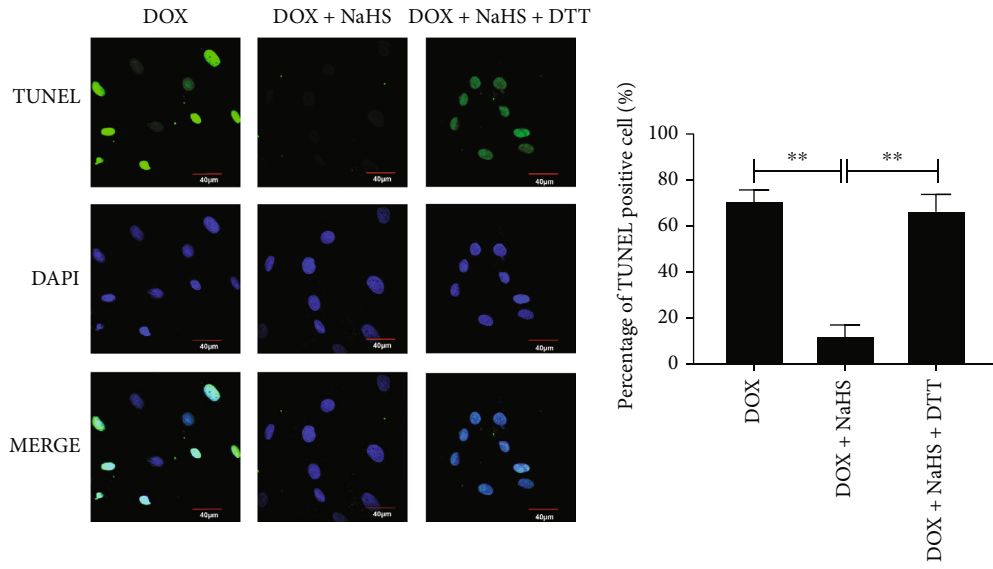 DOX
DOX + NaHS
DOX + NaHS + DTT
TUNEL
40μm
40μm
40μm
DAPI
40μm
40μm
40μm
MERGE
40μm
40μm
40μm
Percentage of TUNEL positive cell (%)
100
80
60
40
20
0
**
**
DOX
DOX + NaHS
DOX + NaHS + DTT